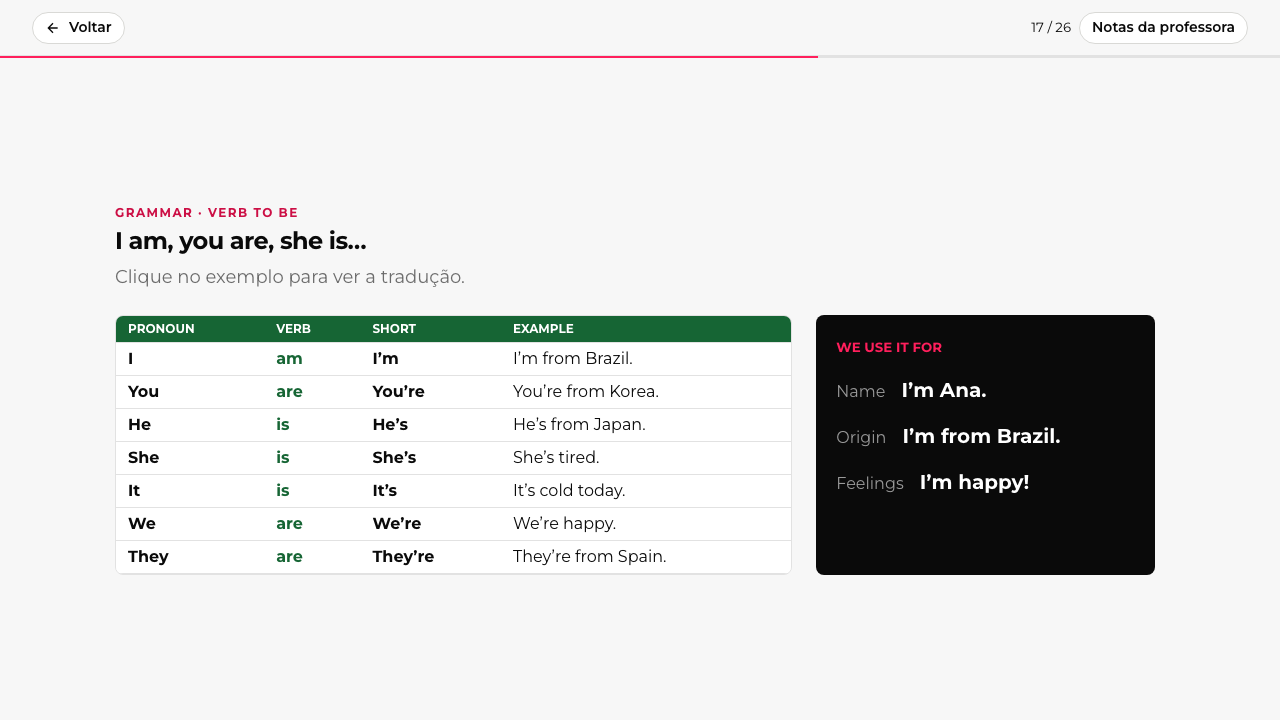 Voltar
17 / 26
Notas da professora
GRAMMAR · VERB TO BE
I am, you are, she is…
Clique no exemplo para ver a tradução.
PRONOUN VERB SHORT EXAMPLE
I am I’m I’m from Brazil.
You are You’re You’re from Korea.
He is He’s He’s from Japan.
She is She’s She’s tired.
It is It’s It’s cold today.
We are We’re We’re happy.
They are They’re They’re from Spain.
WE USE IT FOR
Name I’m Ana.
Origin I’m from Brazil.
Feelings I’m happy!